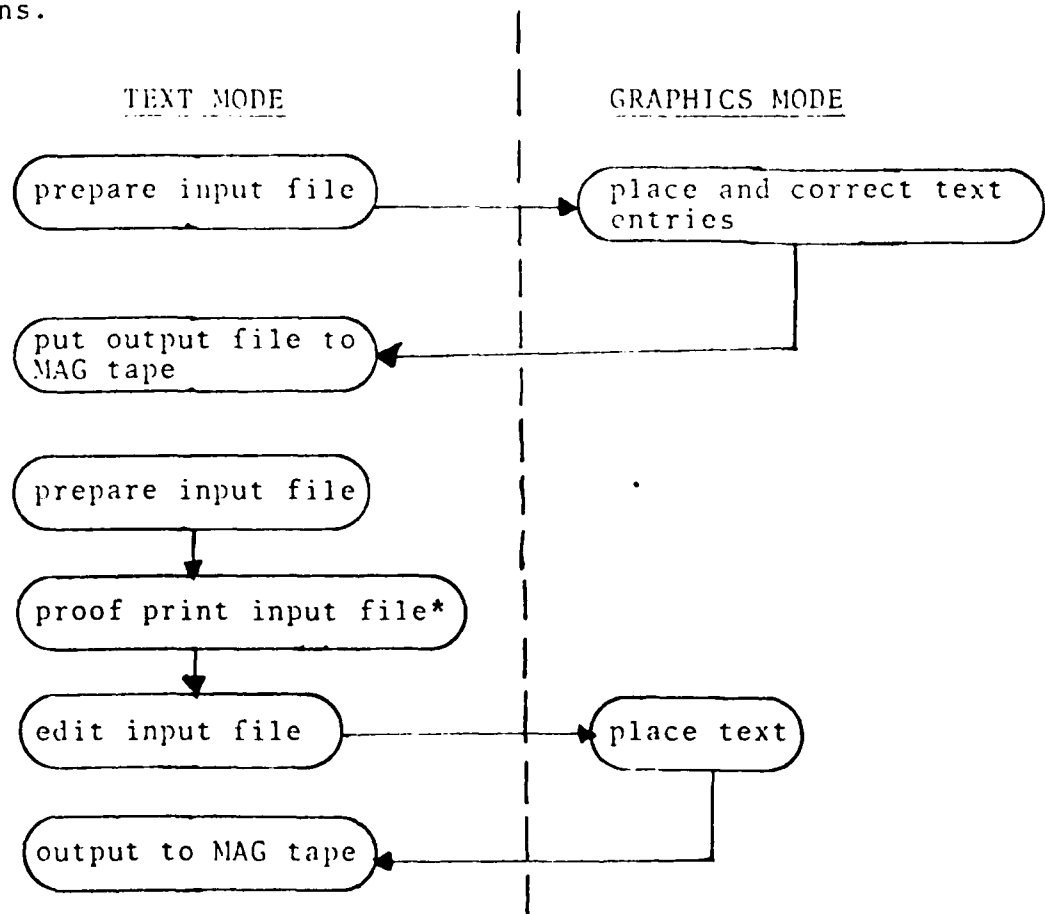 ns.
TEXT MODE GRAPHICS MODE
prepare input file
place and correct text
entries
put output file to
MAG tape
prepare input file
proof print input file*
edit input file
place text
output to MAG tape